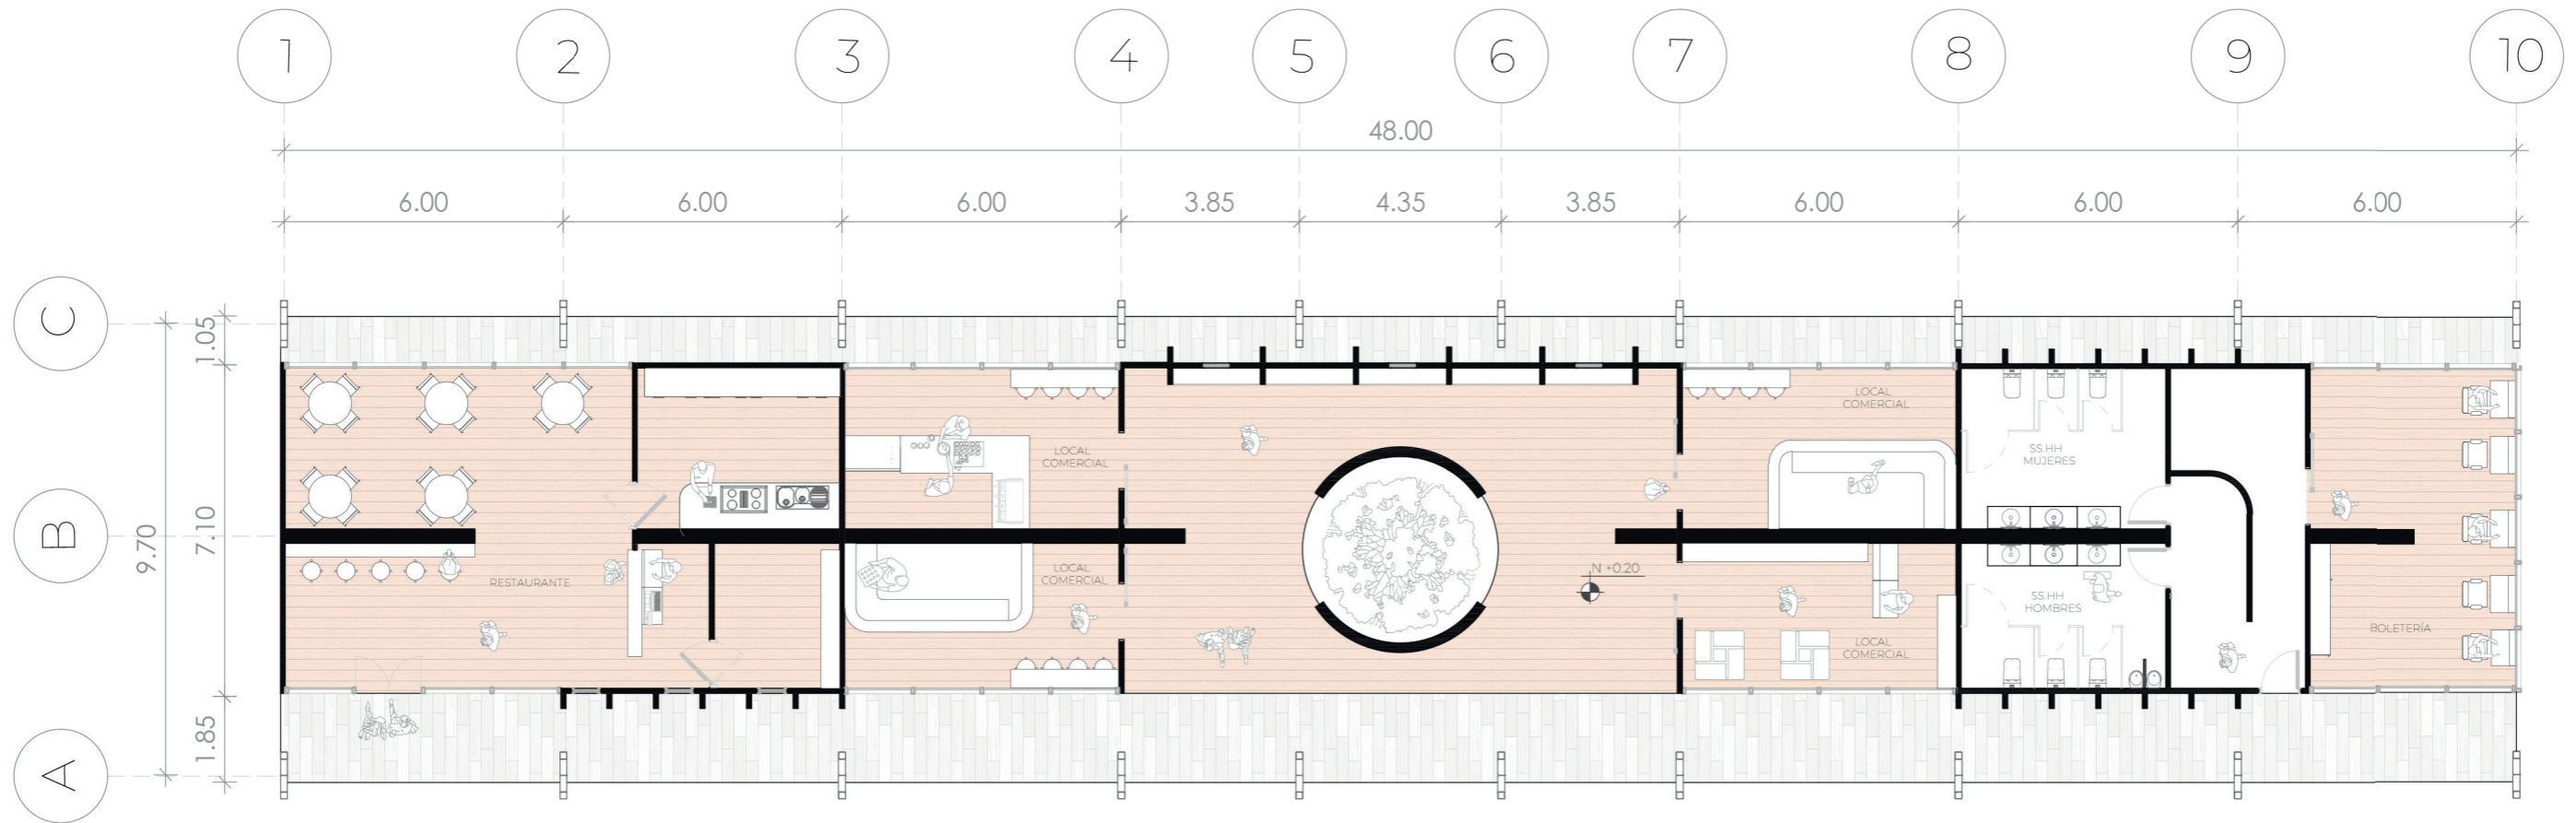 1
2
3
4
5
6
7
8
9
10
48.00
6.00
6.00
6.00
3.85
4.35
3.85
6.00
6.00
6.00
C
B
A
1.05
7.10
1.85
9.70
RESTAURANTE
LOCAL
COMERCIAL
LOCAL
COMERCIAL
N +0.20
LOCAL
COMERCIAL
LOCAL
COMERCIAL
SS.HH
MUJERES
SS.HH
HOMBRES
BOLETERÍA